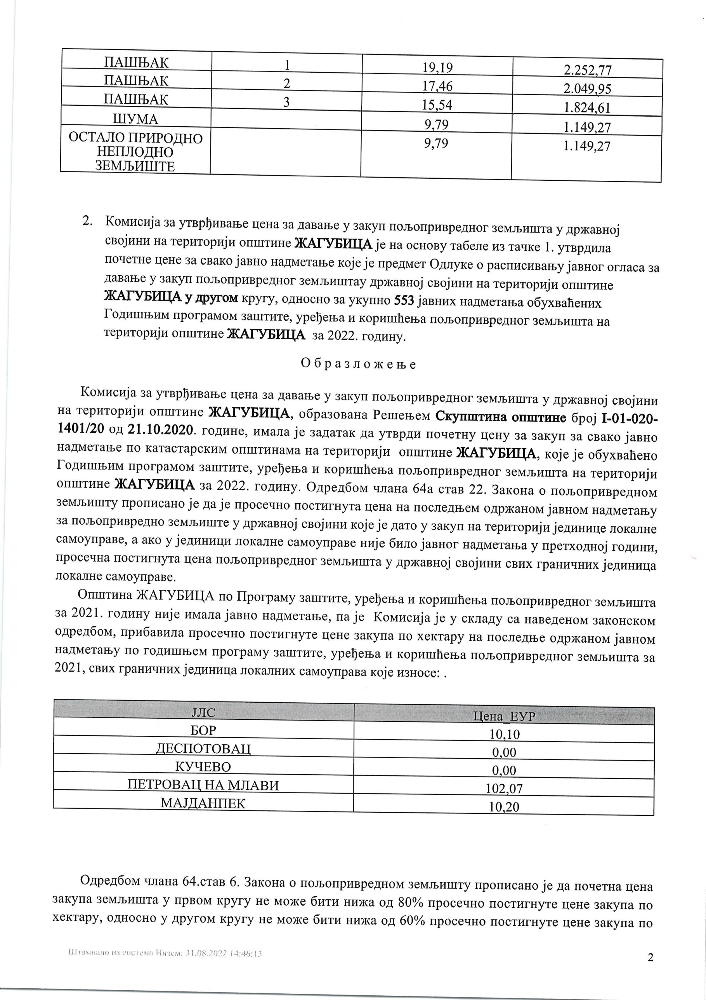 ПАШЊАК 1 19,19 2.252,77
ПАШЊАК 2 17,46 2.049,95
ПАШЊАК 3 15,54 1.824,61
ШУМА 9,79 1.149,27
ОСТАЛО ПРИРОДНО 9,79 1.149,27
НЕПЛОДНО
ЗЕМЉИШТЕ
2. Комисија за утврђивање цена за давање у закуп пољопривредног земљишта у државној
својини на територији општине ЖАГУБИЦА је на основу табеле из тачке 1. утврдила
почетне цене за свако јавно надметање које је предмет Одлуке о расписивању јавног огласа за
давање у закуп пољопривредног земљиштау државној својини на територији општине
ЖАГУБИЦА у другом кругу, односно за укупно 553 јавних надметања обухваћених
Годишњим програмом заштите, уређења и коришћења пољопривредног земљишта на
територији општине ЖАГУБИЦА за 2022. годину.
О б р а з л о ж е њ е
Комисија за утврђивање цена за давање у закуп пољопривредног земљишта у државној својини
на територији општине ЖАГУБИЦА, образована Решењем Скупштина општине број I-01-020-
1401/20 од 21.10.2020. године, имала је задатак да утврди почетну цену за закуп за свако јавно
надметање по катастарским општинама на територији општине ЖАГУБИЦА, које је обухваћено
Годишњим програмом заштите, уређења и коришћења пољопривредног земљишта на територији
општине ЖАГУБИЦА за 2022. годину. Одредбом члана 64а став 22. Закона о пољопривредном
земљишту прописано је да је просечно постигнута цена на последњем одржаном јавном надметању
за пољопривредно земљиште у државној својини које је дато у закуп на територији јединице локалне
самоуправе, а ако у јединици локалне самоуправе није било јавног надметања у претходној години,
просечна постигнута цена пољопривредног земљишта у државној својини свих граничних јединица
локалне самоуправе.
Општина ЖАГУБИЦА по Програму заштите, уређења и коришћења пољопривредног земљишта
за 2021. годину није имала јавно надметање, па је Комисија је у складу са наведеном законском
одредбом, прибавила просечно постигнуте цене закупа по хектару на последње одржаном јавном
надметању по годишњем програму заштите, уређења и коришћења пољопривредног земљишта за
2021, свих граничних јединица локалних самоуправа које износе: .
ЈЛС Цена_ЕУР
БОР 10,10
ДЕСПОТОВАЦ 0,00
КУЧЕВО 0,00
ПЕТРОВАЦ НА МЛАВИ 102,07
МАЈДАНПЕК 10,20
Одредбом члана 64.став 6. Закона о пољопривредном земљишту прописано је да почетна цена
закупа земљишта у првом кругу не може бити нижа од 80% просечно постигнуте цене закупа по
хектару, односно у другом кругу не може бити нижа од 60% просечно постигнуте цене закупа по
Штампано из система Инзем: 31.08.2022 14:46:13
2